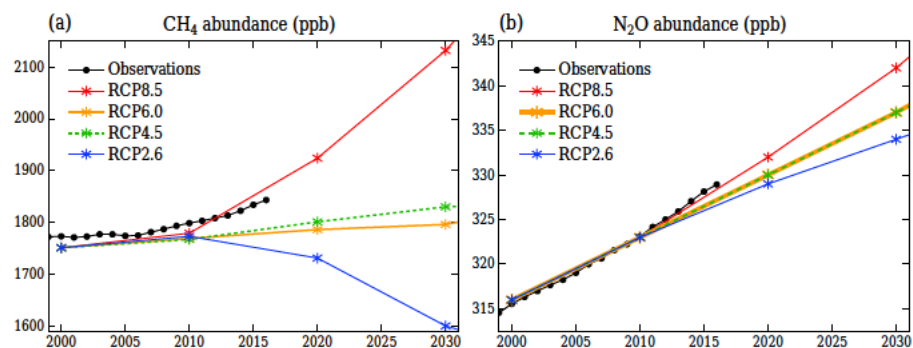 (a) CH₄ abundance (ppb)
2100
2000
1900
1800
1700
1600
Observations
RCP8.5
RCP6.0
RCP4.5
RCP2.6
2000 2005 2010 2015 2020 2025 2030
(b) N₂O abundance (ppb)
345
340
335
330
325
320
315
Observations
RCP8.5
RCP6.0
RCP4.5
RCP2.6
2000 2005 2010 2015 2020 2025 2030